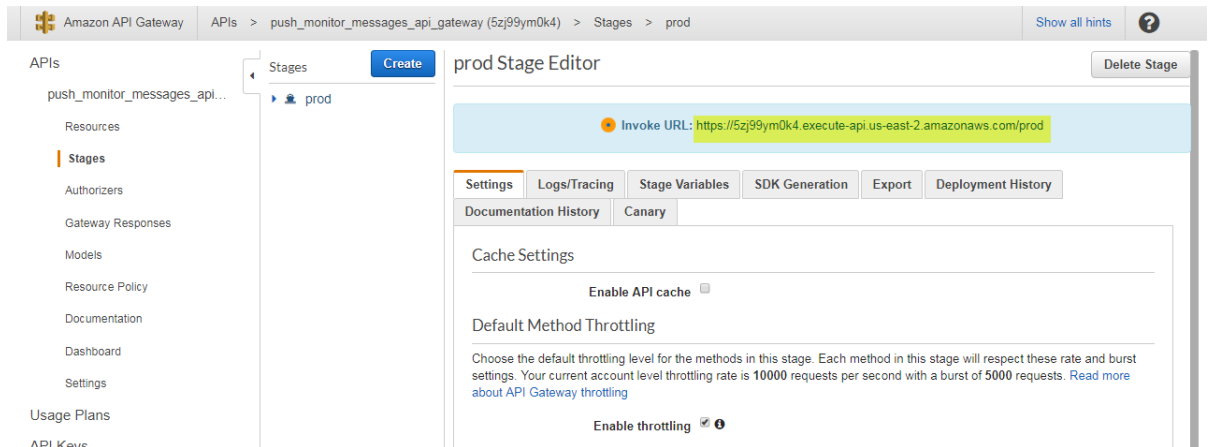 Amazon API Gateway APIs > push_monitor_messages_api_gateway (5zj99ym0k4) > Stages > prod Show all hints ?
APIs
push_monitor_messages_api...
Resources
Stages
Authorizers
Gateway Responses
Models
Resource Policy
Documentation
Dashboard
Settings
Usage Plans
API Keys
Stages Create
prod
prod Stage Editor Delete Stage
Invoke URL: https://5zj99ym0k4.execute-api.us-east-2.amazonaws.com/prod
Settings Logs/Tracing Stage Variables SDK Generation Export Deployment History
Documentation History Canary
Cache Settings
Enable API cache
Default Method Throttling
Choose the default throttling level for the methods in this stage. Each method in this stage will respect these rate and burst
settings. Your current account level throttling rate is 10000 requests per second with a burst of 5000 requests. Read more
about API Gateway throttling
Enable throttling